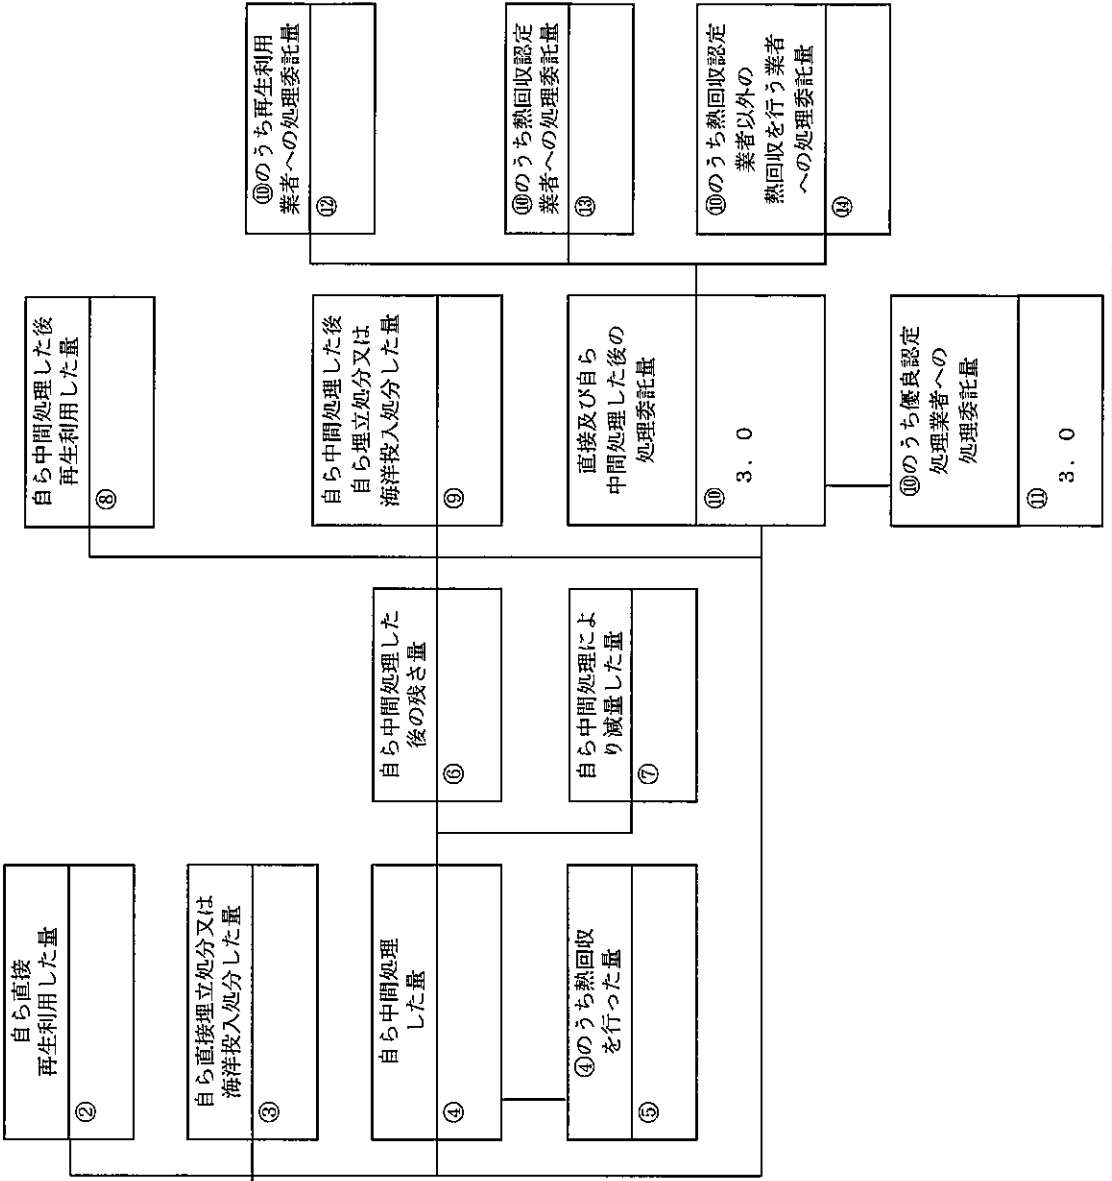 自ら直接
再生利用した量
②
自ら直接埋立処分又は
海洋投入処分した量
③
自ら中間処理
した量
④
④のうち熱回収
を行った量
⑤
自ら中間処理した
後の残さ量
⑥
自ら中間処理によ
り減量した量
⑦
自ら中間処理した後
再生利用した量
⑧
自ら中間処理した後
自ら埋立処分又は
海洋投入処分した量
⑨
直接及び自ら
中間処理した後の
処理委託量
⑩
3.0
⑩のうち優良認定
処理業者への
処理委託量
⑪
3.0
⑩のうち再生利用
業者への処理委託量
⑫
⑩のうち熱回収認定
業者への処理委託量
⑬
⑩のうち熱回収認定
業者以外の
熱回収を行う業者
への処理委託量
⑭